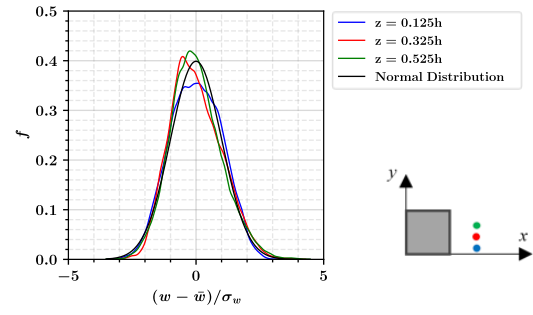 0.5
0.4
0.3
0.2
0.1
0.0
f
−5
0
5
(w − w̄)/σ_w
z = 0.125h
z = 0.325h
z = 0.525h
Normal Distribution
y
x